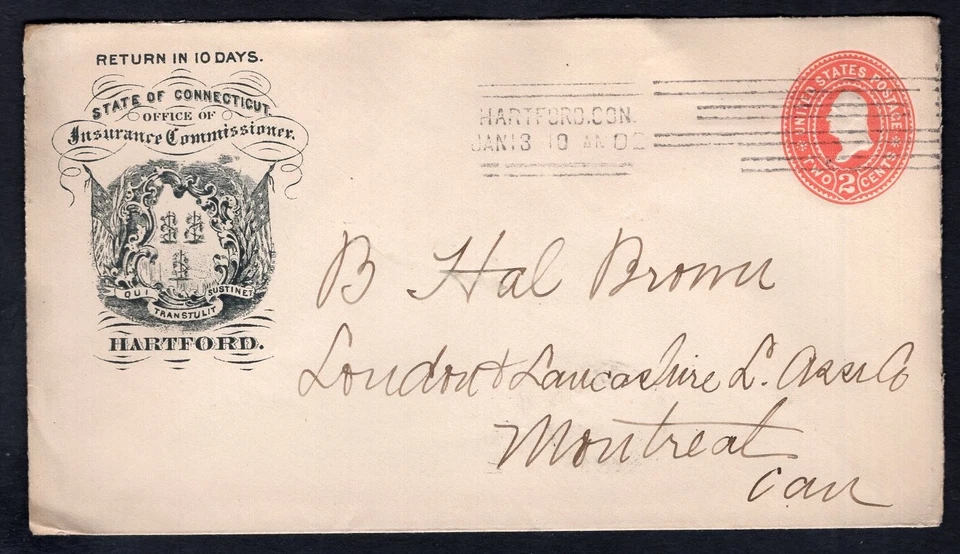 RETURN IN 10 DAYS.
STATE OF CONNECTICUT
OFFICE OF
Insurance Commissioner.
QUI TRANSTULIT SUSTINET
HARTFORD.
HARTFORD.CON.
JAN 13 10 AM 02
UNITED STATES POSTAGE
TWO 2 CENTS
B Hal Brown
London & Lancashire L. Assce Co
Montreal
Can